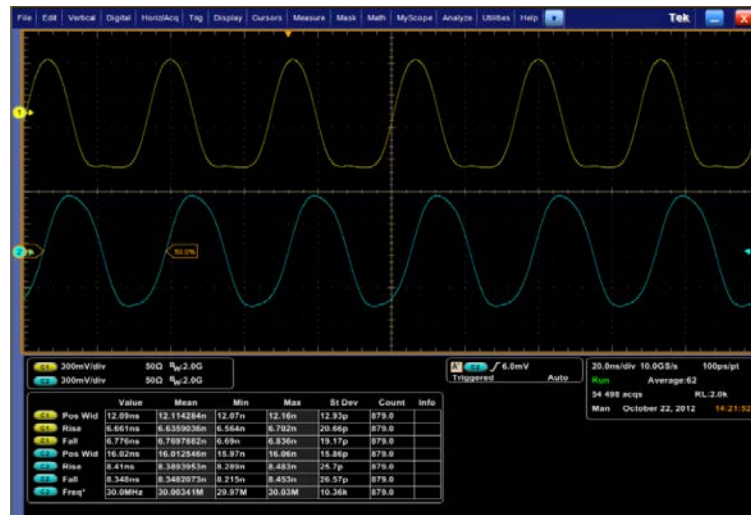 File Edit Vertical Digital Horiz/Acq Trig Display Cursors Measure Mask Math MyScope Analyze Utilities Help Tek X
1
2
50.0%
C1 300mV/div 50Ω BW:2.0G
C2 300mV/div 50Ω BW:2.0G
A' C2 6.0mV
Triggered Auto
20.0ns/div 10.0GS/s 100ps/pt
Run Average:62
54 498 acqs RL:2.0k
Man October 22, 2012 14:21:52
Value Mean Min Max St Dev Count Info
C1 Pos Wid 12.09ns 12.114284n 12.07n 12.16n 12.93p 879.0
C1 Rise 6.661ns 6.6359036n 6.564n 6.702n 20.66p 879.0
C1 Fall 6.776ns 6.7697882n 6.69n 6.836n 19.17p 879.0
C2 Pos Wid 16.02ns 16.012546n 15.97n 16.06n 15.86p 879.0
C2 Rise 8.41ns 8.3893953n 8.289n 8.483n 25.7p 879.0
C2 Fall 8.348ns 8.3482073n 8.215n 8.453n 26.57p 879.0
C2 Freq* 30.0MHz 30.00341M 29.97M 30.03M 10.36k 879.0